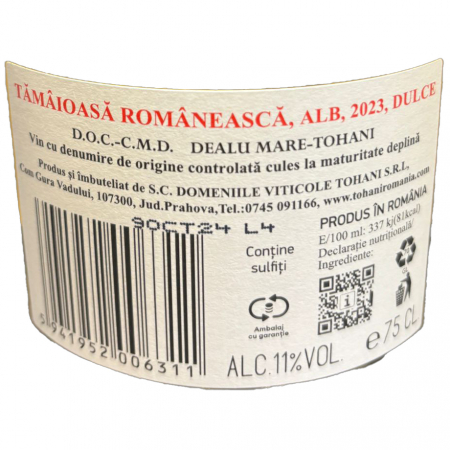 TĂMÂIOASĂ ROMÂNEASCĂ, ALB, 2023, DULCE
D.O.C.-C.M.D. DEALU MARE-TOHANI
Vin cu denumire de origine controlată cules la maturitate deplină
Produs și îmbuteliat de S.C. DOMENIILE VITICOLE TOHANI S.R.L.
Com Gura Vadului, 107300, Jud.Prahova,Tel.:0745 091166, www.tohaniromania.com
9OCT24 L4
PRODUS ÎN ROMÂNIA
E/100 ml: 337 kj(81kcal)
Declarație nutrițională/
Ingrediente:
Conține
sulfiți
Ambalaj
cu garanție
5 941952 006311
ALC.11%VOL.
e 75 CL